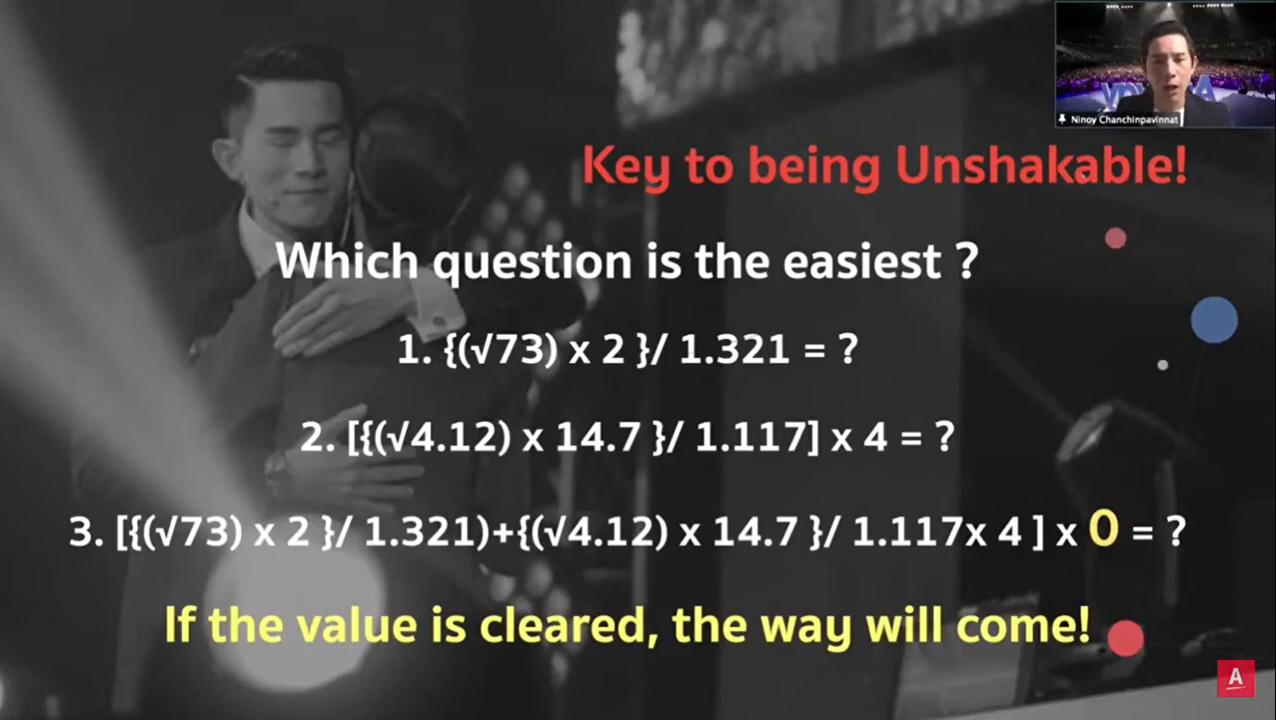 Ninoy Chanchinpavinnat
Key to being Unshakable!
Which question is the easiest ?
1. {(√73) x 2 }/ 1.321 = ?
2. [{(√4.12) x 14.7 }/ 1.117] x 4 = ?
3. [{(√73) x 2 }/ 1.321)+{(√4.12) x 14.7 }/ 1.117x 4 ] x 0 = ?
If the value is cleared, the way will come!
A